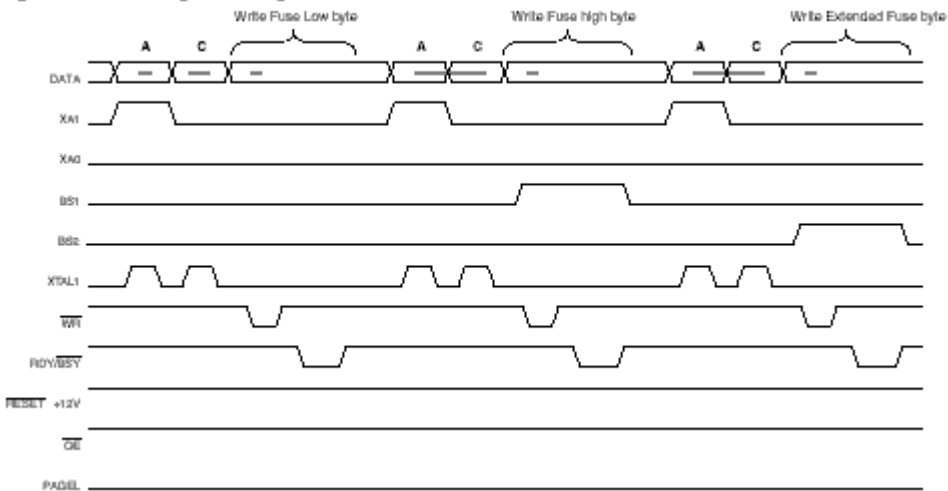 Write Fuse Low byte Write Fuse high byte Write Extended Fuse byte
A C A C A C
DATA
XA1
XA0
BS1
BS2
XTAL1
WR
RDY/BSY
RESET +12V
OE
PAGEL